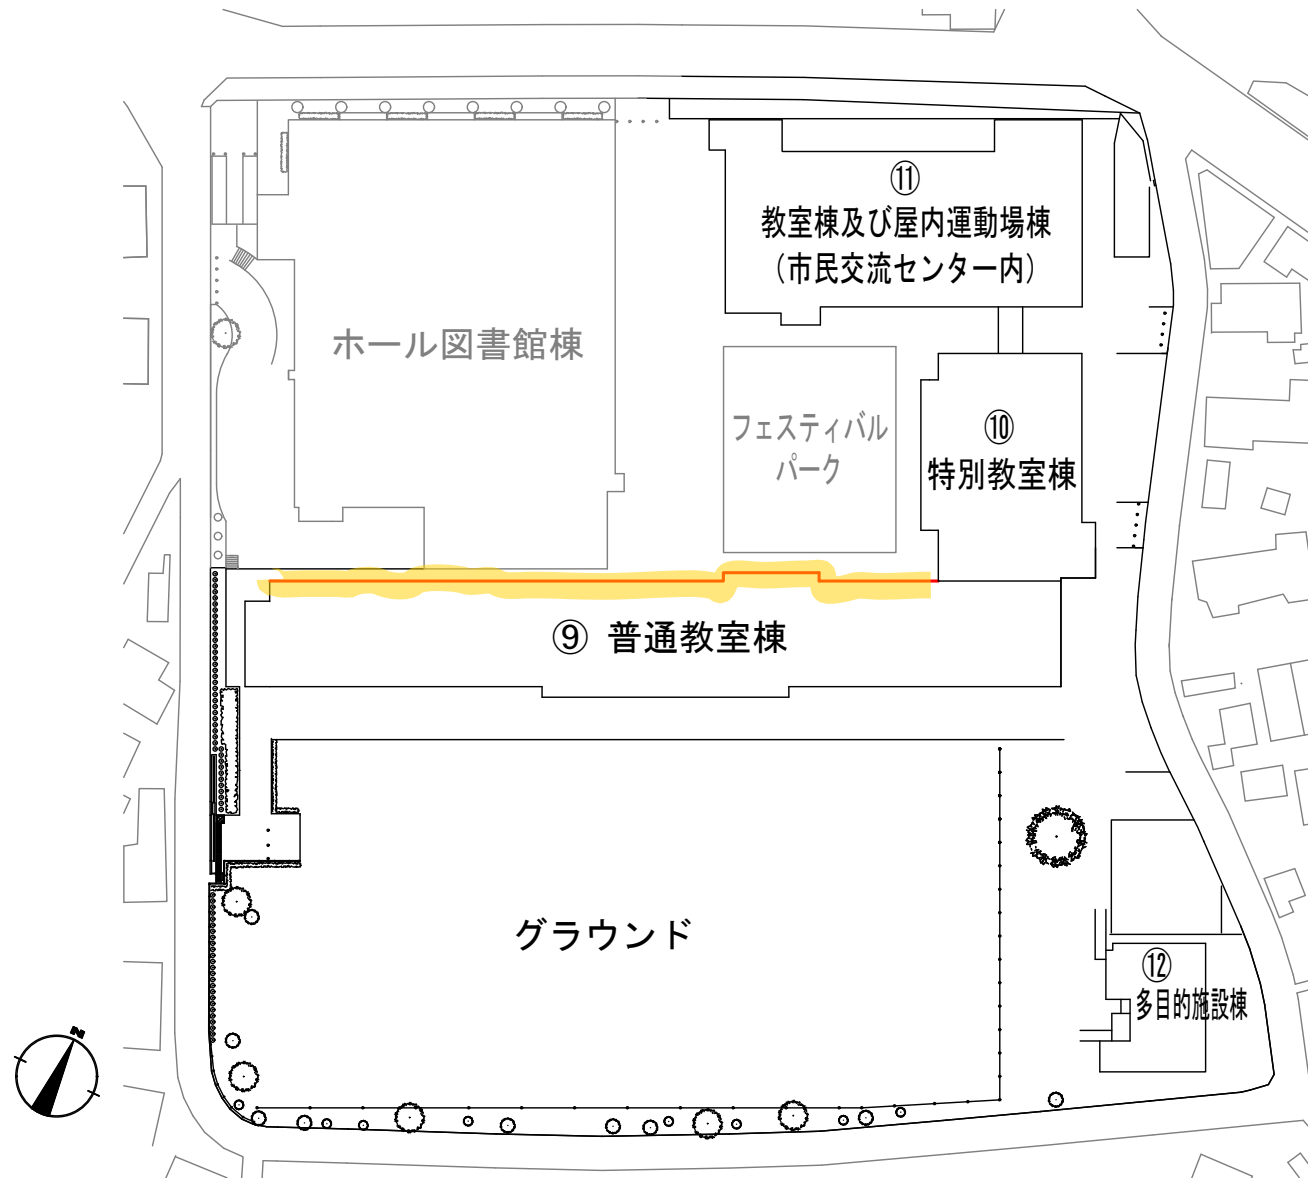 ⑪
教室棟及び屋内運動場棟
(市民交流センター内)
ホール図書館棟
フェスティバル
パーク
⑩
特別教室棟
⑨ 普通教室棟
グラウンド
⑫
多目的施設棟
N